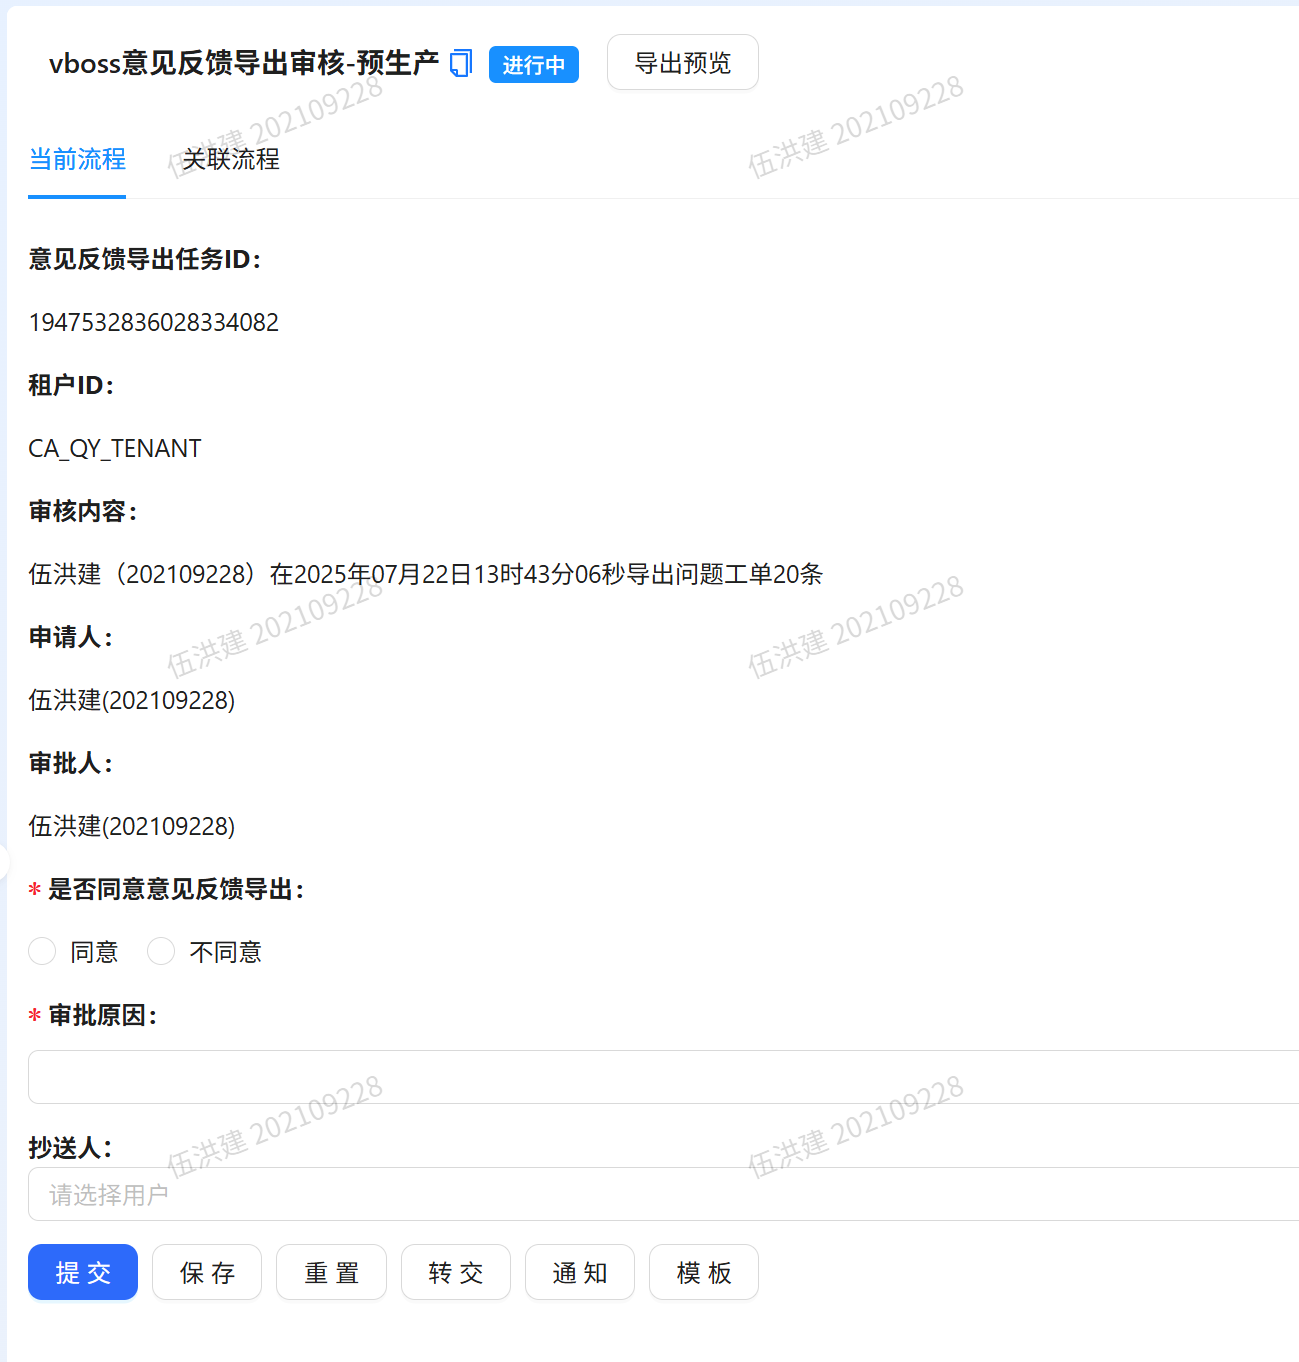 vboss意见反馈导出审核-预生产 进行中 导出预览
当前流程 关联流程
伍洪建 202109228 伍洪建 202109228
意见反馈导出任务ID：
1947532836028334082
租户ID：
CA_QY_TENANT
审核内容：
伍洪建（202109228）在2025年07月22日13时43分06秒导出问题工单20条
伍洪建 202109228 伍洪建 202109228
申请人：
伍洪建(202109228)
审批人：
伍洪建(202109228)
* 是否同意意见反馈导出：
同意 不同意
* 审批原因：
伍洪建 202109228 伍洪建 202109228
抄送人：
请选择用户
提交 保存 重置 转交 通知 模板